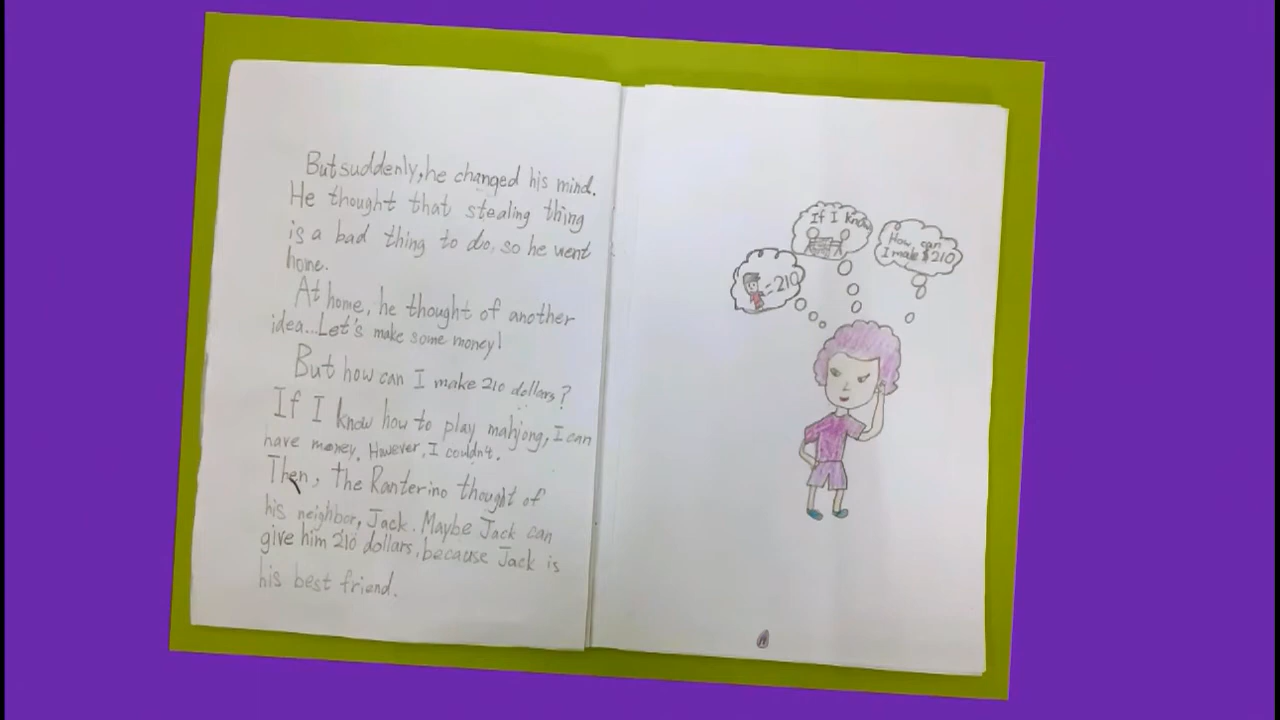 But suddenly, he changed his mind.
He thought that stealing thing
is a bad thing to do, so he went
home.
At home, he thought of another
idea...Let's make some money!
But how can I make 210 dollars?
If I know how to play mahjong, I can
have money. However, I couldn't.
Then, the Ranterino thought of
his neighbor, Jack. Maybe Jack can
give him 210 dollars, because Jack is
his best friend.
If I know
How can
I make $210
=210